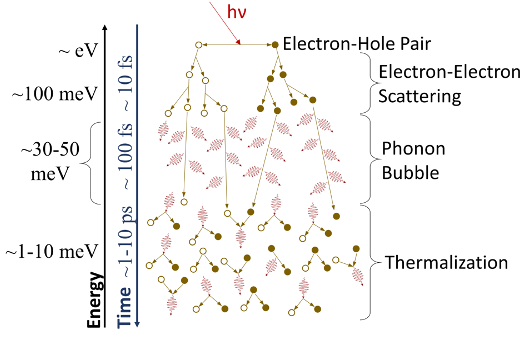 hν
Electron-Hole Pair
~ eV
Electron-Electron
Scattering
~100 meV
~ 10 fs
~30-50
meV
~ 100 fs
Phonon
Bubble
~1-10 meV
~1-10 ps
Thermalization
Energy
Time